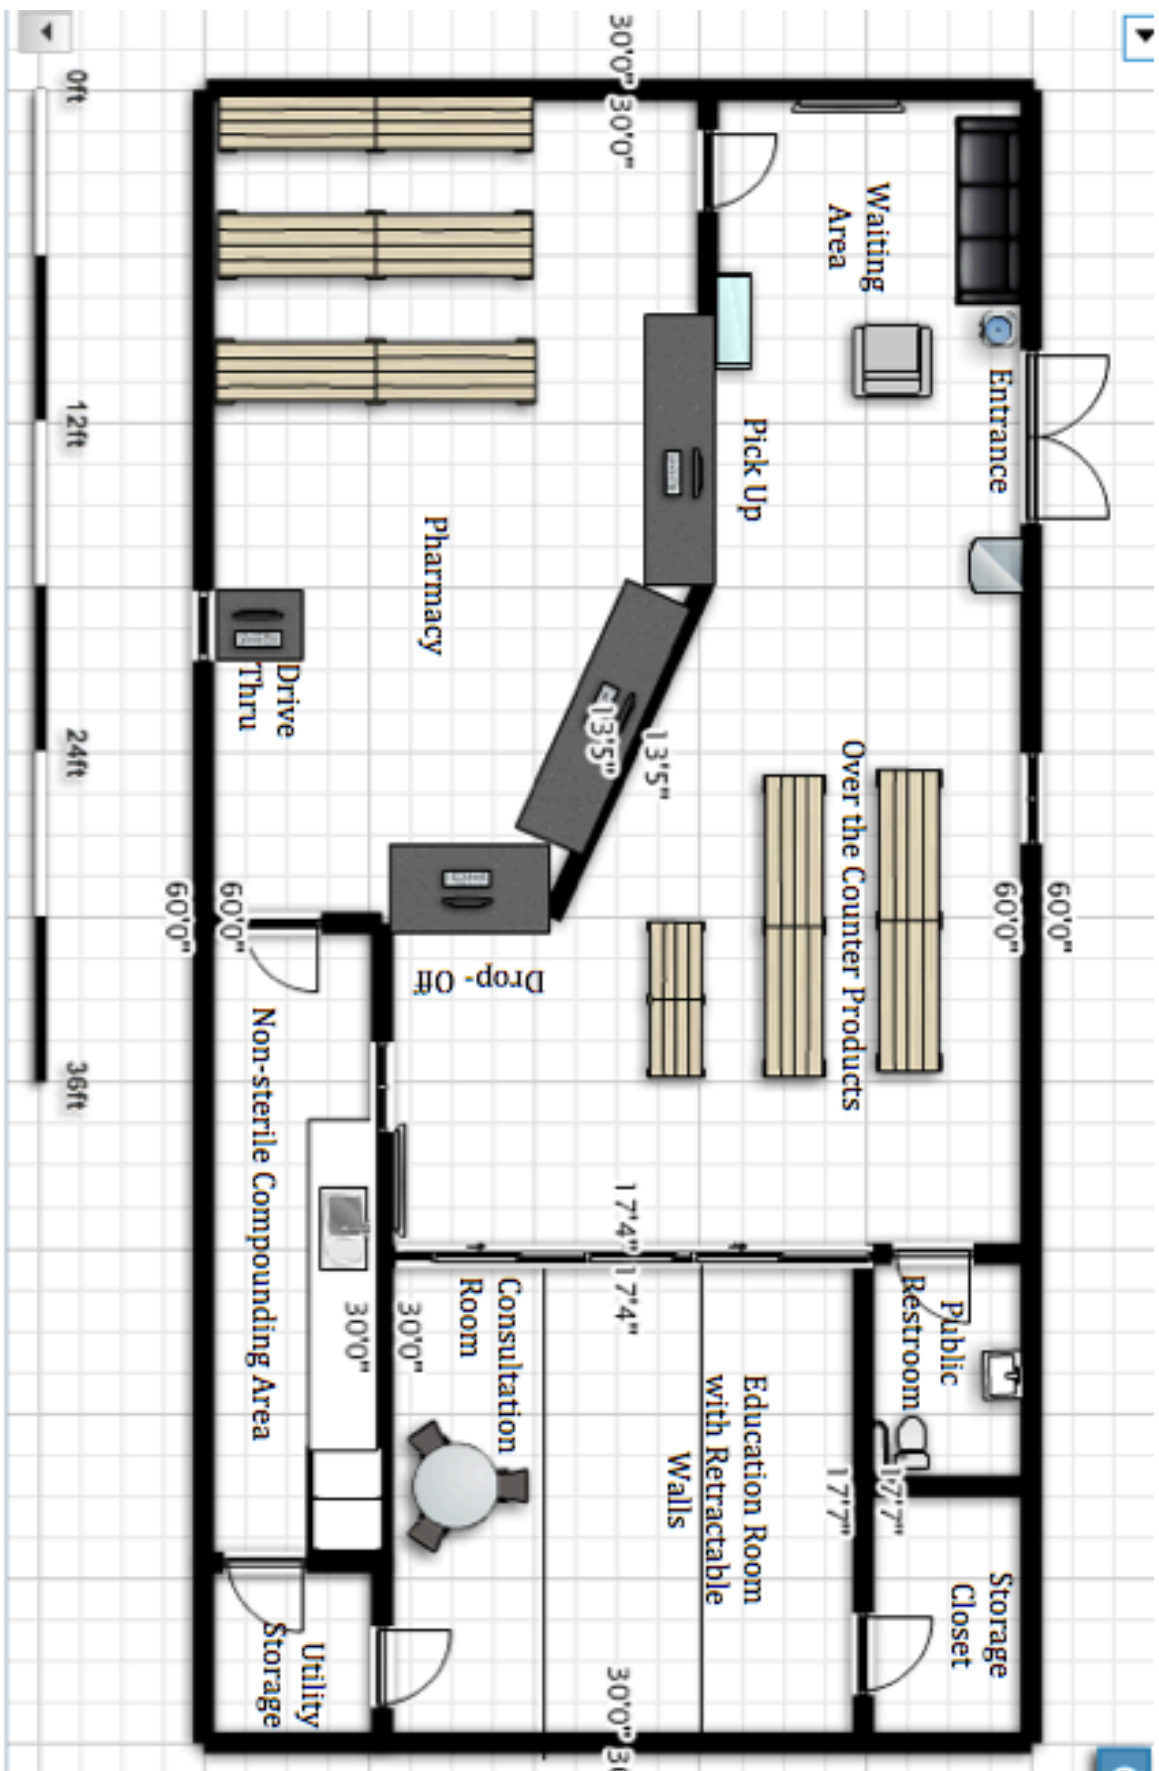 0ft
12ft
24ft
36ft
30'0"
30'0"
Waiting
Area
Entrance
Pick Up
Pharmacy
Drive
Thru
13'5"
13'5"
Over the Counter Products
60'0"
60'0"
60'0"
60'0"
Drop- Off
Non-sterile Compounding Area
17'4"
17'4"
30'0"
30'0"
Consultation
Room
Education Room
with Retractable
Walls
Public
Restroom
17'7"
17'7"
Storage
Closet
Utility
Storage
30'0"